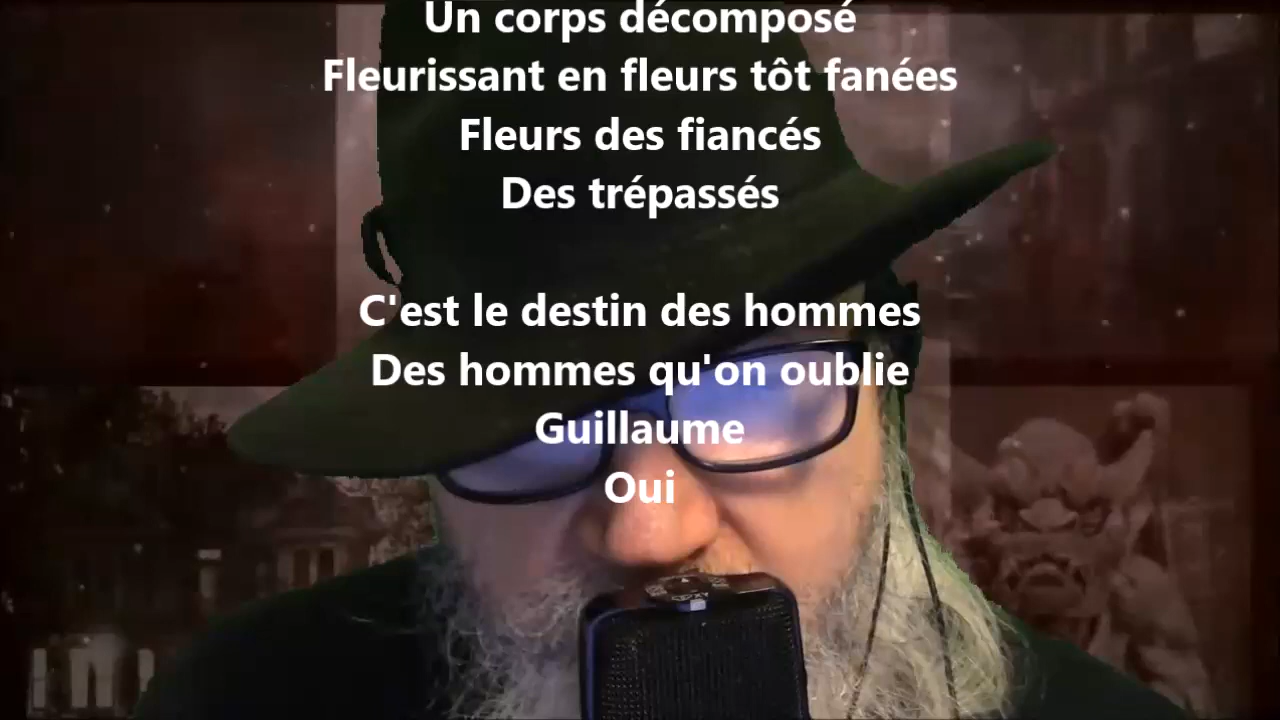 Un corps décomposé
Fleurissant en fleurs tôt fanées
Fleurs des fiancés
Des trépassés
C'est le destin des hommes
Des hommes qu'on oublie
Guillaume
Oui